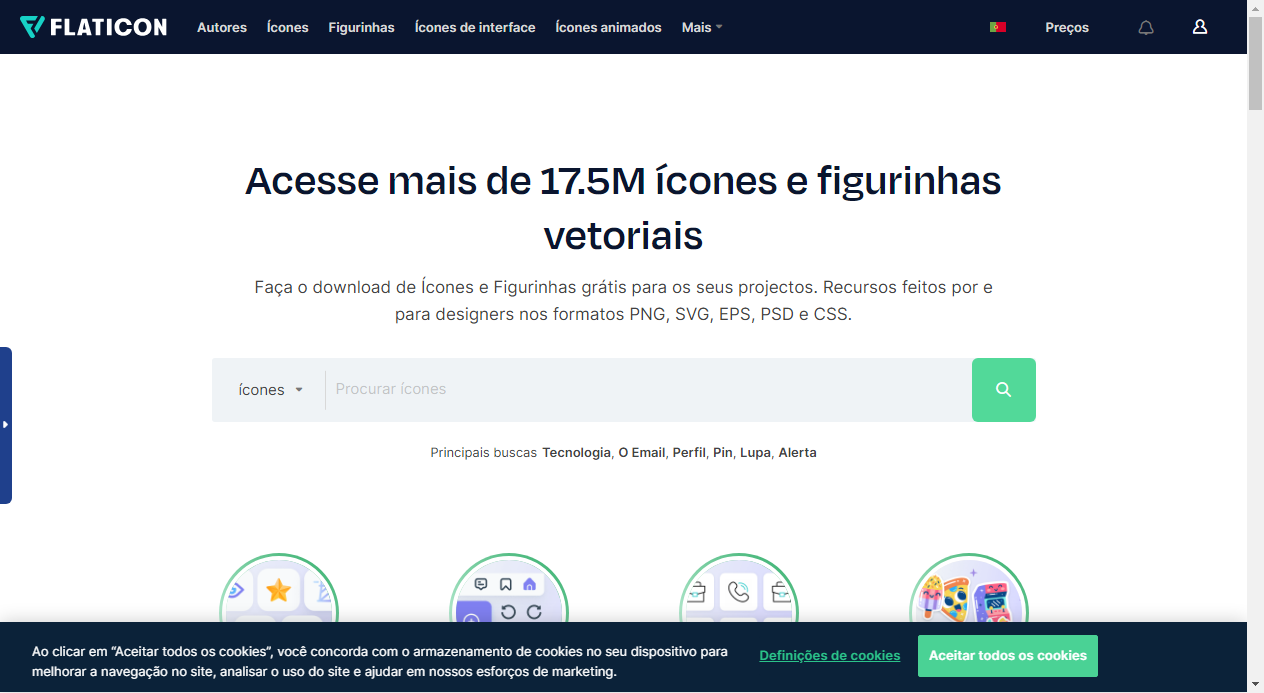 FLATICON Autores Ícones Figurinhas Ícones de interface Ícones animados Mais Preços
Acesse mais de 17.5M ícones e figurinhas
vetoriais
Faça o download de Ícones e Figurinhas grátis para os seus projectos. Recursos feitos por e
para designers nos formatos PNG, SVG, EPS, PSD e CSS.
ícones Procurar ícones
Principais buscas Tecnologia, O Email, Perfil, Pin, Lupa, Alerta
Ao clicar em “Aceitar todos os cookies”, você concorda com o armazenamento de cookies no seu dispositivo para
melhorar a navegação no site, analisar o uso do site e ajudar em nossos esforços de marketing.
Definições de cookies
Aceitar todos os cookies